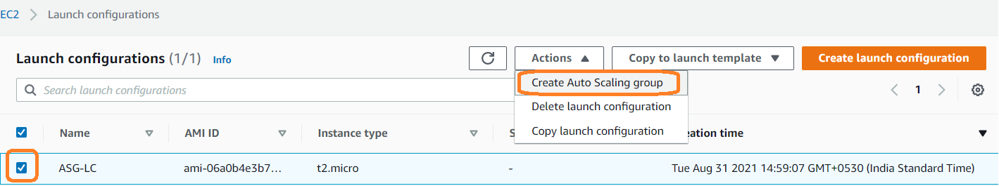 EC2 > Launch configurations
Launch configurations (1/1) Info Actions Copy to launch template Create launch configuration
Search launch configurations 1
Create Auto Scaling group
Delete launch configuration
Copy launch configuration
Name AMI ID Instance type S eation time
ASG-LC ami-06a0b4e3b7... t2.micro - Tue Aug 31 2021 14:59:07 GMT+0530 (India Standard Time)